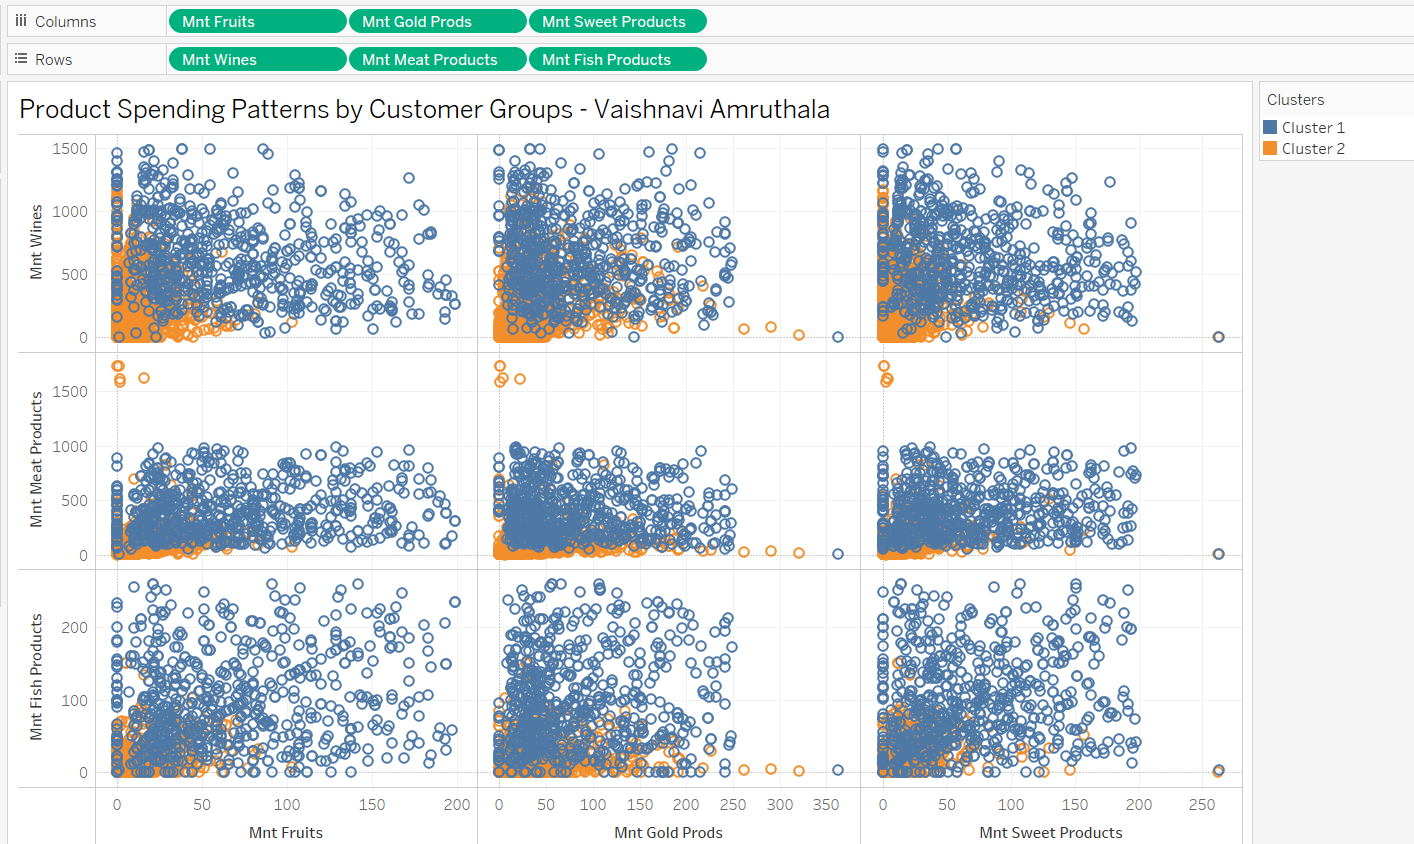 Columns Mnt Fruits Mnt Gold Prods Mnt Sweet Products
Rows Mnt Wines Mnt Meat Products Mnt Fish Products
Product Spending Patterns by Customer Groups - Vaishnavi Amruthala
Clusters
Cluster 1
Cluster 2
Mnt Wines
1500
1000
500
0
Mnt Meat Products
1500
1000
500
0
Mnt Fish Products
200
100
0
0 50 100 150 200 0 50 100 150 200 250 300 350 0 50 100 150 200 250
Mnt Fruits Mnt Gold Prods Mnt Sweet Products